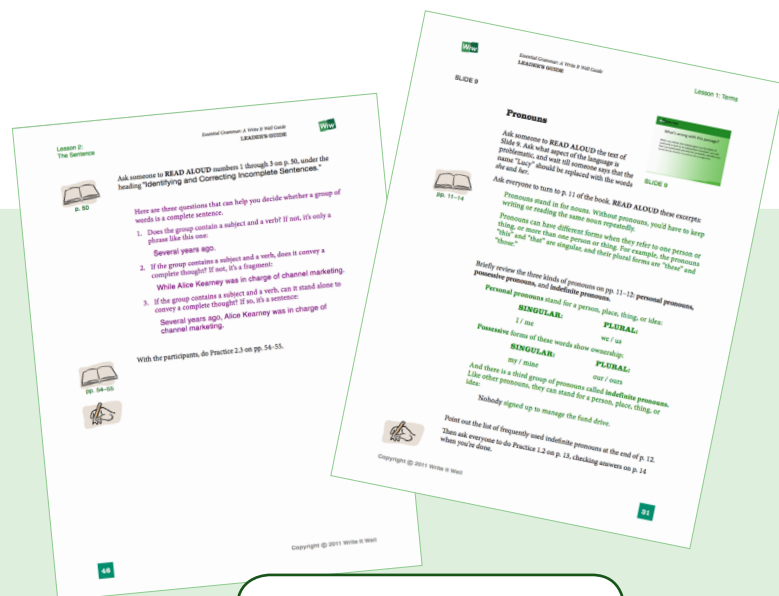 Lesson 2:
The Sentence
Essential Grammar: A Write It Well Guide
LEADER'S GUIDE
Wiw
p. 50
Ask someone to READ ALOUD numbers 1 through 3 on p. 50, under the
heading "Identifying and Correcting Incomplete Sentences."
Here are three questions that can help you decide whether a group of
words is a complete sentence.
1. Does the group contain a subject and a verb? If not, it's only a
phrase like this one:
Several years ago.
2. If the group contains a subject and a verb, does it convey a
complete thought? If not, it's a fragment:
While Alice Kearney was in charge of channel marketing.
3. If the group contains a subject and a verb, can it stand alone to
convey a complete thought? If so, it's a sentence:
Several years ago, Alice Kearney was in charge of
channel marketing.
With the participants, do Practice 2.3 on pp. 54–55.
pp. 54–55
Copyright © 2011 Write It Well
46
Wiw
Essential Grammar: A Write It Well Guide
LEADER'S GUIDE
Lesson 1: Terms
SLIDE 9
Pronouns
Ask someone to READ ALOUD the text of
Slide 9. Ask what aspect of the language is
problematic, and wait till someone says that the
name "Lucy" should be replaced with the words
she and her.
What's wrong with this passage?
SLIDE 9
Ask everyone to turn to p. 11 of the book. READ ALOUD these excerpts:
pp. 11–14
Pronouns stand in for nouns. Without pronouns, you'd have to keep
writing or reading the same noun repeatedly.
Pronouns can have different forms when they refer to one person or
thing, or more than one person or thing. For example, the pronouns
"this" and "that" are singular, and their plural forms are "these" and
"those."
Briefly review the three kinds of pronouns on pp. 11–12: personal pronouns,
possessive pronouns, and indefinite pronouns.
Personal pronouns stand for a person, place, thing, or idea:
SINGULAR: PLURAL:
I / me we / us
Possessive forms of these words show ownership:
SINGULAR: PLURAL:
my / mine our / ours
And there is a third group of pronouns called indefinite pronouns.
Like other pronouns, they can stand for a person, place, thing, or
idea:
Nobody signed up to manage the fund drive.
Point out the list of frequently used indefinite pronouns at the end of p. 12.
Then ask everyone to do Practice 1.2 on p. 13, checking answers on p. 14
when you're done.
Copyright © 2011 Write It Well
31